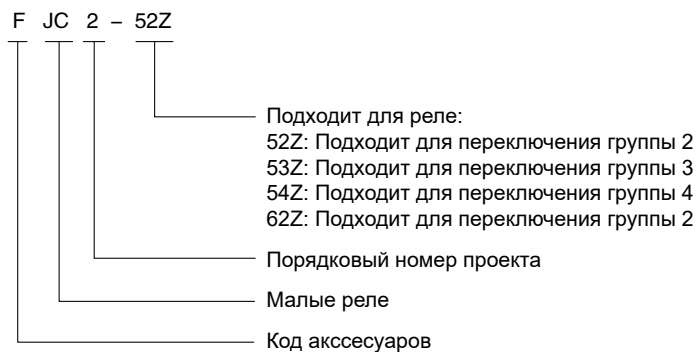 F JC 2 – 52Z
Подходит для реле:
52Z: Подходит для переключения группы 2
53Z: Подходит для переключения группы 3
54Z: Подходит для переключения группы 4
62Z: Подходит для переключения группы 2
Порядковый номер проекта
Малые реле
Код акссесуаров